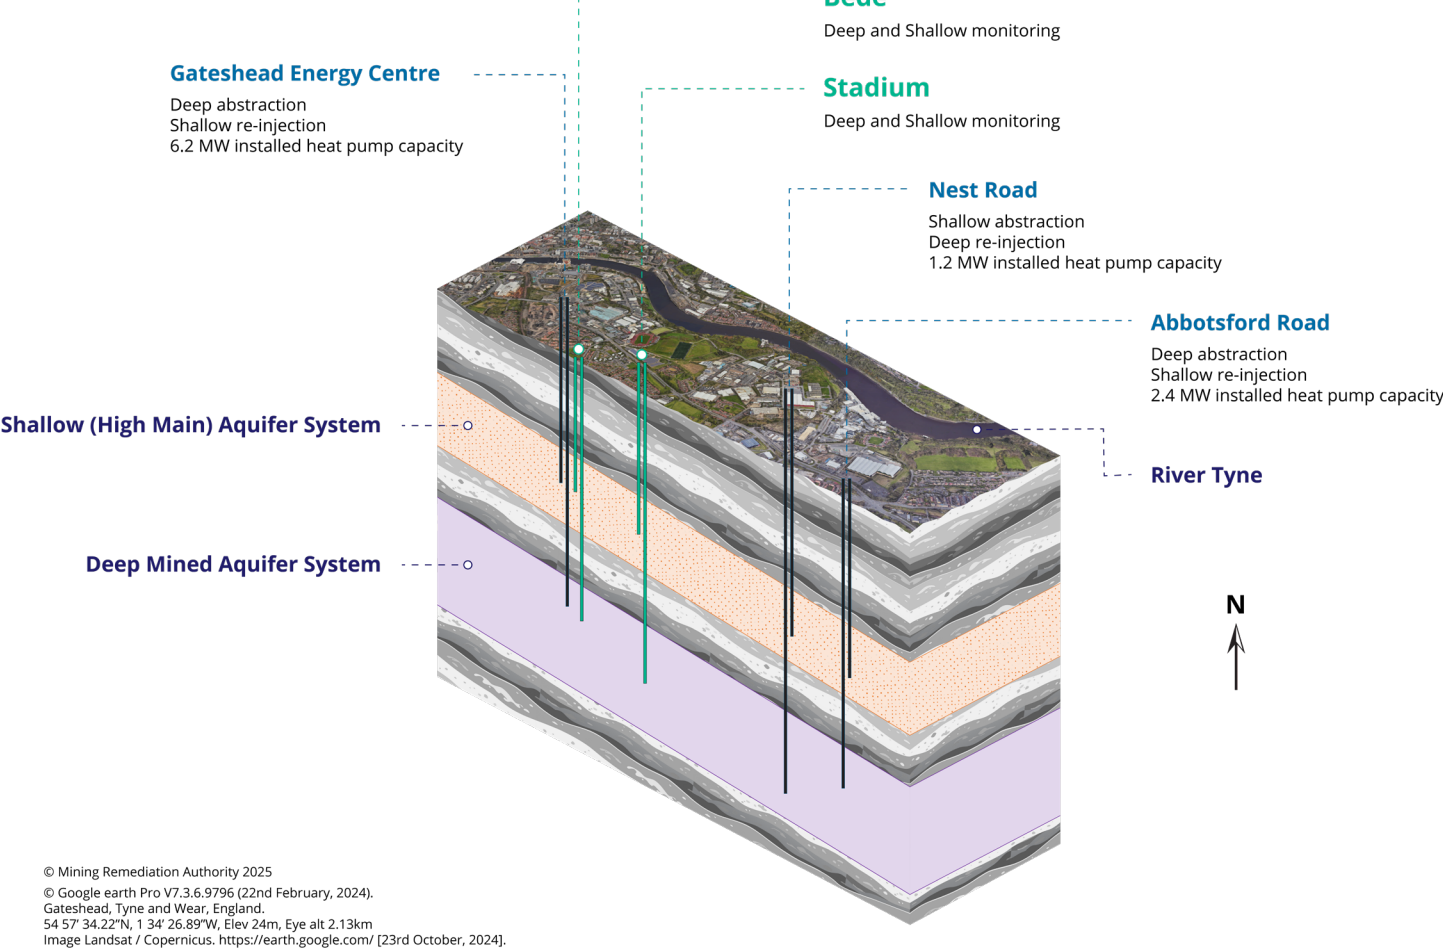 Bede
Deep and Shallow monitoring
Gateshead Energy Centre
Deep abstraction
Shallow re-injection
6.2 MW installed heat pump capacity
Stadium
Deep and Shallow monitoring
Nest Road
Shallow abstraction
Deep re-injection
1.2 MW installed heat pump capacity
Abbotsford Road
Deep abstraction
Shallow re-injection
2.4 MW installed heat pump capacity
Shallow (High Main) Aquifer System
River Tyne
Deep Mined Aquifer System
N
© Mining Remediation Authority 2025
© Google earth Pro V7.3.6.9796 (22nd February, 2024).
Gateshead, Tyne and Wear, England.
54 57’ 34.22”N, 1 34’ 26.89”W, Elev 24m, Eye alt 2.13km
Image Landsat / Copernicus. https://earth.google.com/ [23rd October, 2024].